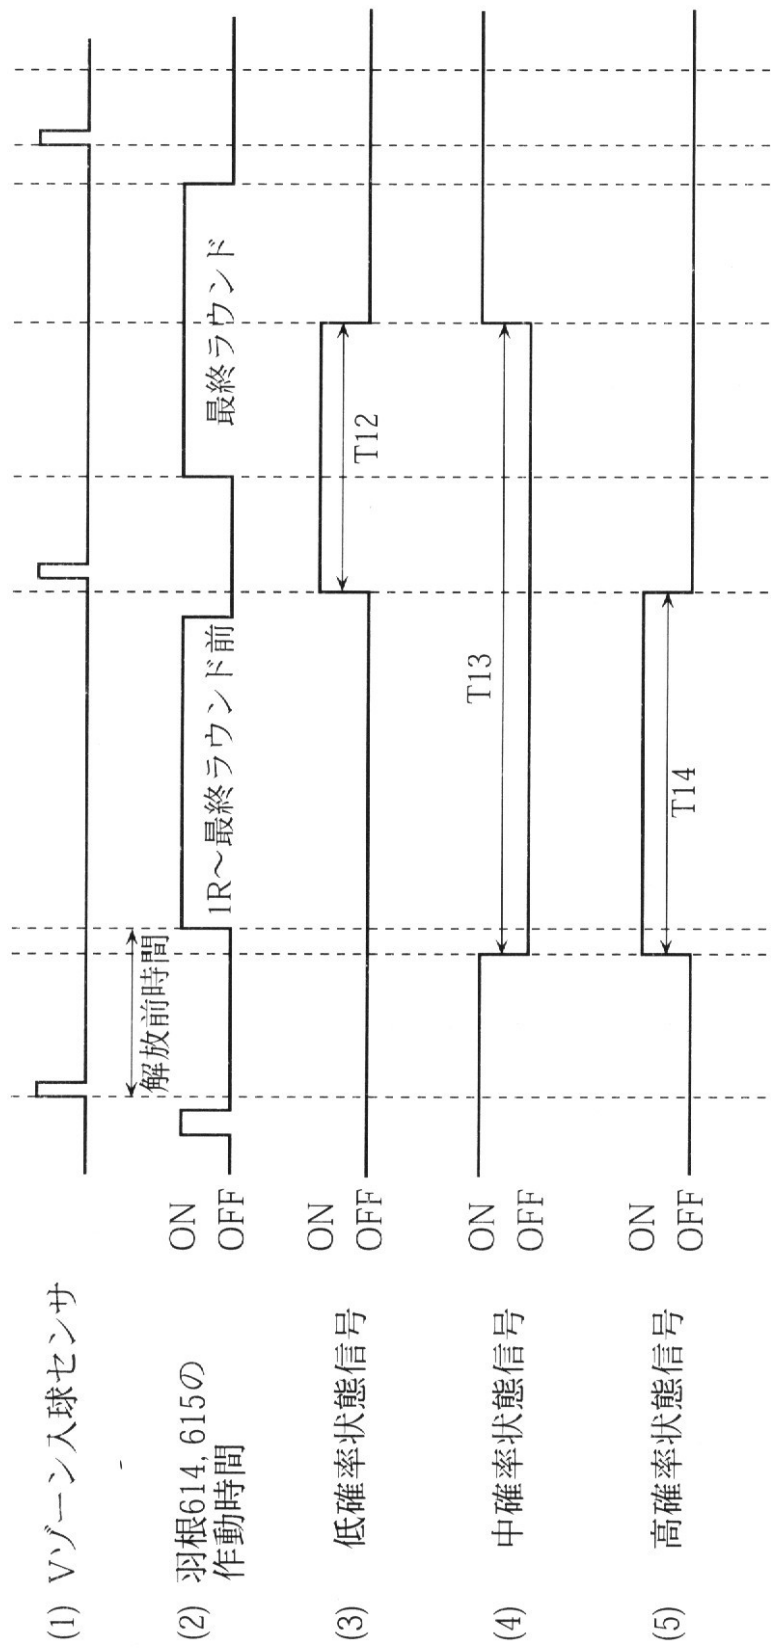 (1) Vゾーン入球センサ
解放前時間
(2) 羽根614, 615の
作動時間
ON
OFF
1R～最終ラウンド前
最終ラウンド
(3) 低確率状態信号
ON
OFF
T12
(4) 中確率状態信号
ON
OFF
T13
(5) 高確率状態信号
ON
OFF
T14